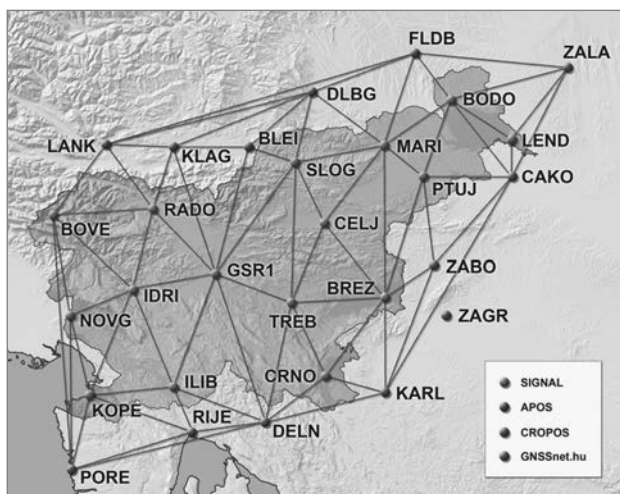 FLDB
ZALA
DLBG
BODO
LANK
KLAG
BLEI
MARI
LEND
SLOG
PTUJ
CAKO
RADO
BOVE
CELJ
GSR1
ZABO
IDRI
BREZ
NOVG
TREB
ZAGR
CRNO
ILIB
KARL
KOPE
RIJE
DELN
PORE
SIGNAL
APOS
CROPOS
GNSSnet.hu